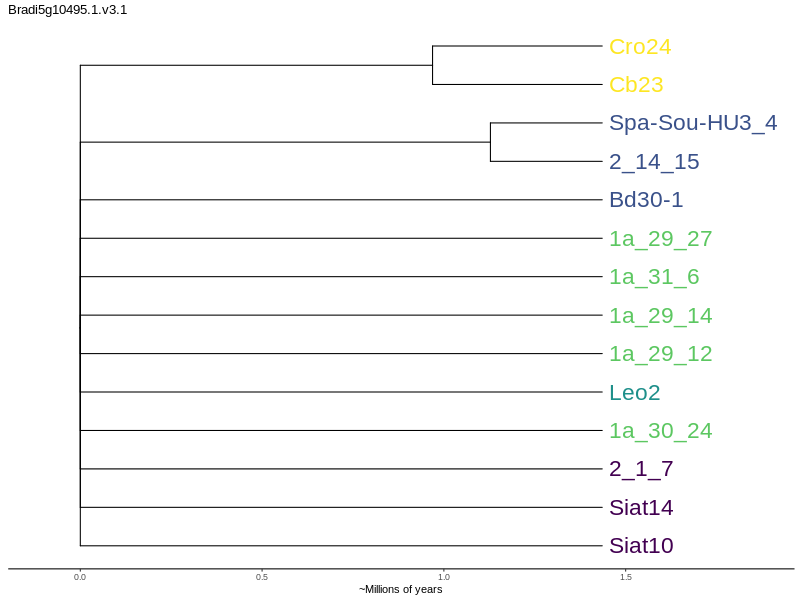 Bradi5g10495.1.v3.1
Cro24
Cb23
Spa-Sou-HU3_4
2_14_15
Bd30-1
1a_29_27
1a_31_6
1a_29_14
1a_29_12
Leo2
1a_30_24
2_1_7
Siat14
Siat10
0.0 0.5 1.0 1.5
~Millions of years